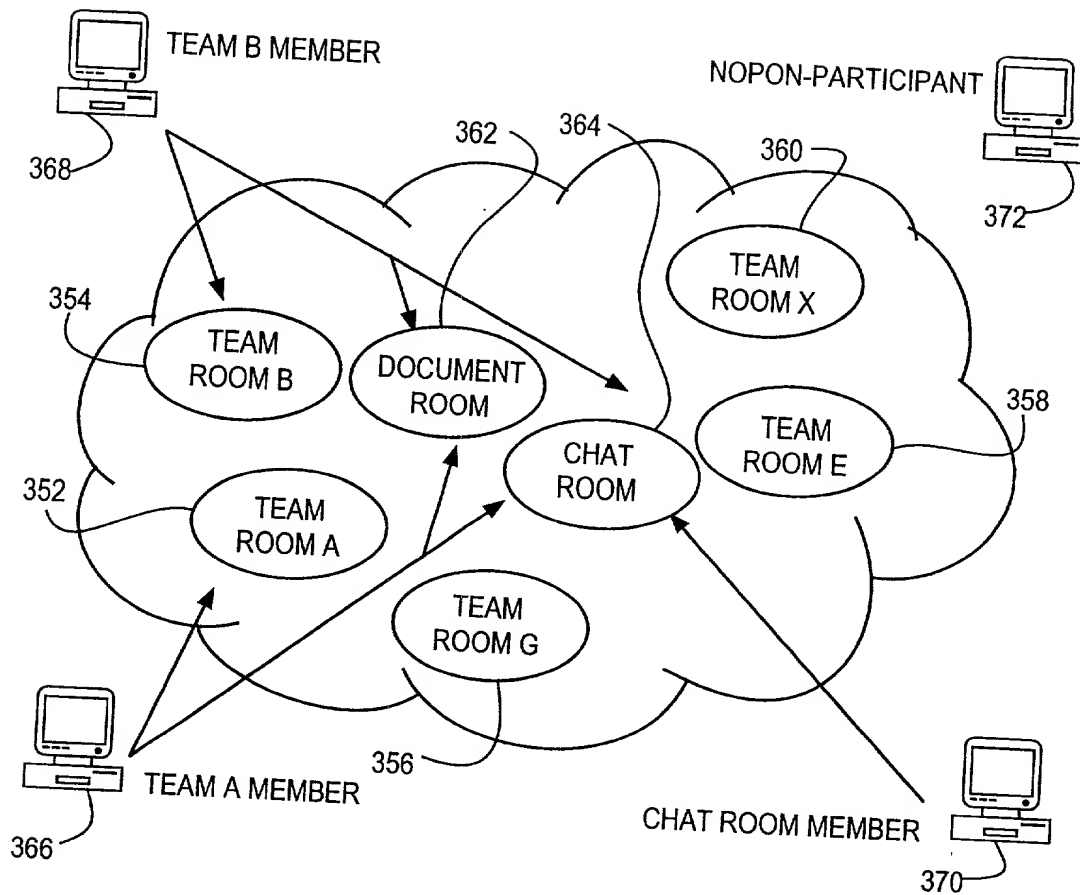 TEAM B MEMBER
NOPON-PARTICIPANT
362
364
360
368
372
TEAM
ROOM X
354
TEAM
ROOM B
DOCUMENT
ROOM
358
TEAM
ROOM E
CHAT
ROOM
352
TEAM
ROOM A
TEAM
ROOM G
356
TEAM A MEMBER
CHAT ROOM MEMBER
366
370